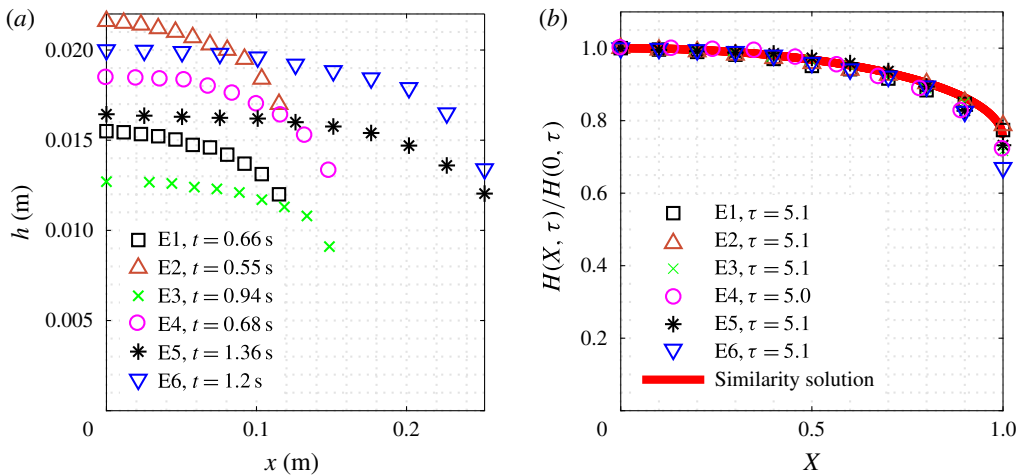 (a)
0.020
0.015
0.010
0.005
h (m)
E1, t = 0.66 s
E2, t = 0.55 s
E3, t = 0.94 s
E4, t = 0.68 s
E5, t = 1.36 s
E6, t = 1.2 s
0
0.1
0.2
x (m)
(b)
1.0
0.8
0.6
0.4
0.2
H(X, τ)/H(0, τ)
E1, τ = 5.1
E2, τ = 5.1
E3, τ = 5.1
E4, τ = 5.0
E5, τ = 5.1
E6, τ = 5.1
Similarity solution
0
0.5
1.0
X